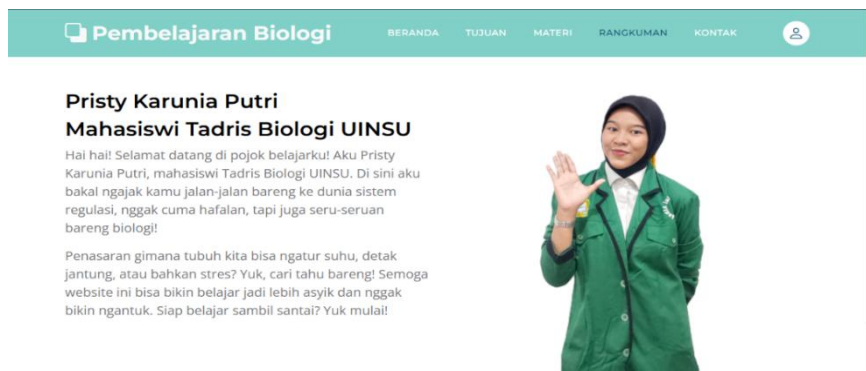 Pembelajaran Biologi
BERANDA TUJUAN MATERI RANGKUMAN KONTAK
Pristy Karunia Putri
Mahasiswi Tadris Biologi UINSU
Hai hai! Selamat datang di pojok belajarku! Aku Pristy
Karunia Putri, mahasiswi Tadris Biologi UINSU. Di sini aku
bakal ngajak kamu jalan-jalan bareng ke dunia sistem
regulasi, nggak cuma hafalan, tapi juga seru-seruan
bareng biologi!
Penasaran gimana tubuh kita bisa ngatur suhu, detak
jantung, atau bahkan stres? Yuk, cari tahu bareng! Semoga
website ini bisa bikin belajar jadi lebih asyik dan nggak
bikin ngantuk. Siap belajar sambil santai? Yuk mulai!